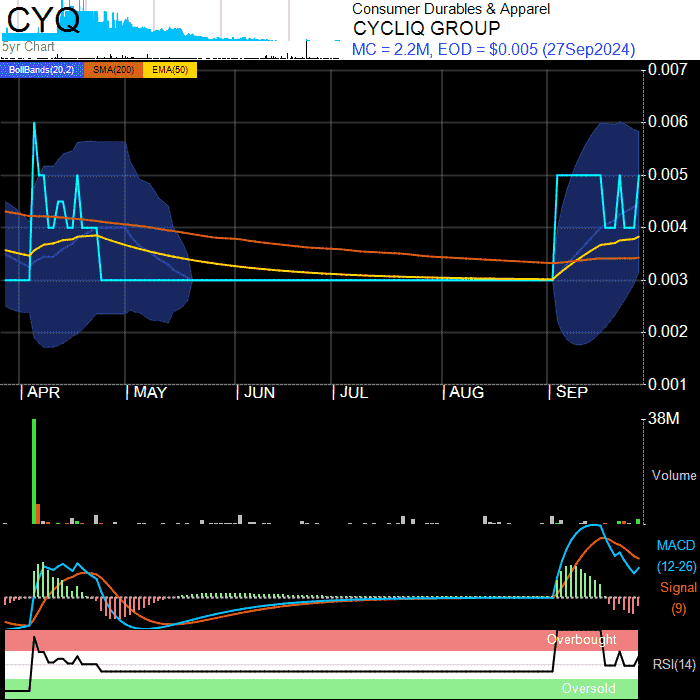 CYQ
5yr Chart
Consumer Durables & Apparel
CYCLIQ GROUP
MC = 2.2M, EOD = $0.005 (27Sep2024)
BollBands(20,2) SMA(200) EMA(50)
0.007
0.006
0.005
0.004
0.003
0.002
0.001
APR MAY JUN JUL AUG SEP
38M
Volume
MACD
(12-26)
Signal
(9)
Overbought
RSI(14)
Oversold